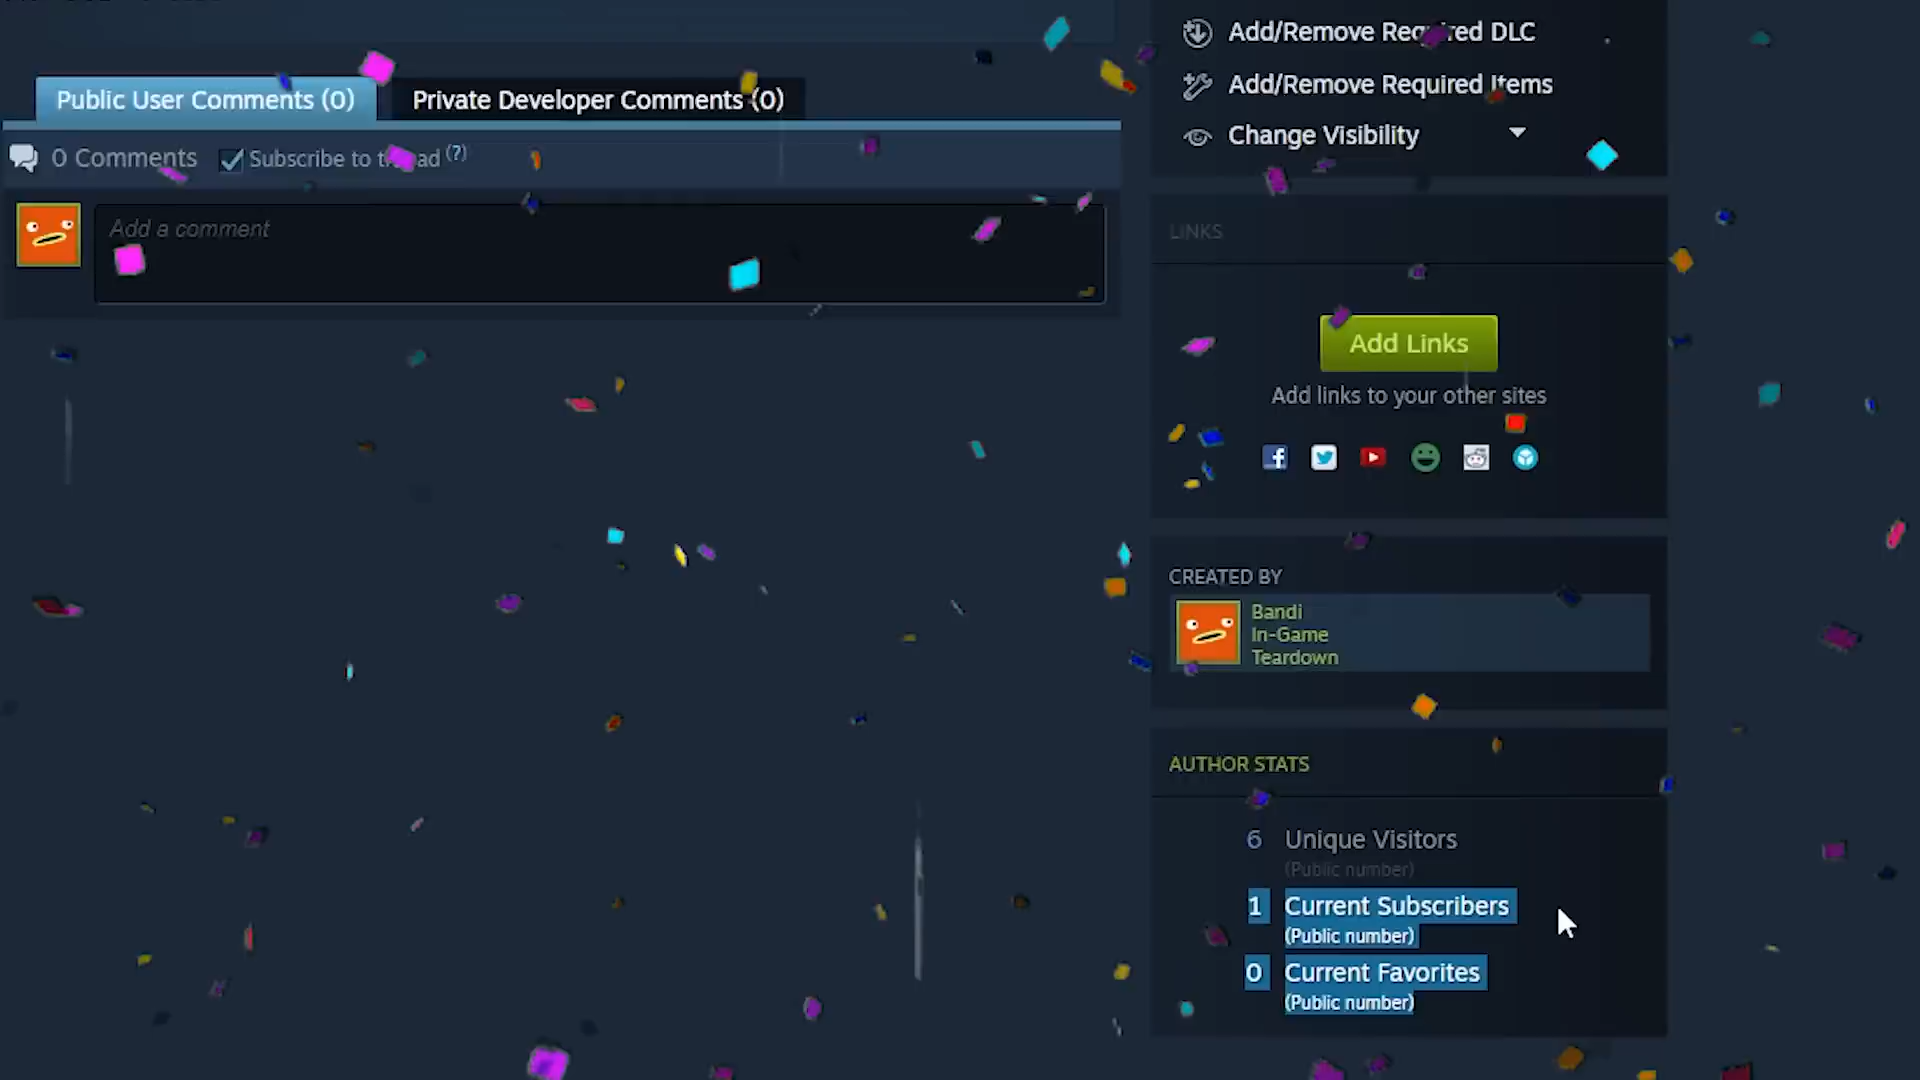 Public User Comments (0)
Private Developer Comments (0)
0 Comments
Subscribe to thread (?)
Add a comment
Add/Remove Required DLC
Add/Remove Required Items
Change Visibility
LINKS
Add Links
Add links to your other sites
CREATED BY
Bandi
In-Game
Teardown
AUTHOR STATS
6 Unique Visitors
(Public number)
1 Current Subscribers
(Public number)
0 Current Favorites
(Public number)